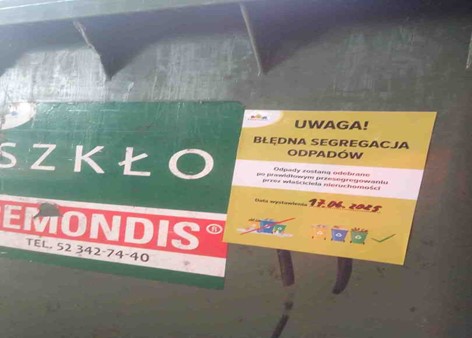 SZKŁO
REMONDIS®
TEL. 52 342-74-40
UWAGA!
BŁĘDNA SEGREGACJA
ODPADÓW
Odpady zostaną odebrane
po prawidłowym przesegregowaniu
przez właściciela nieruchomości
Data wystawienia 17.06.2025